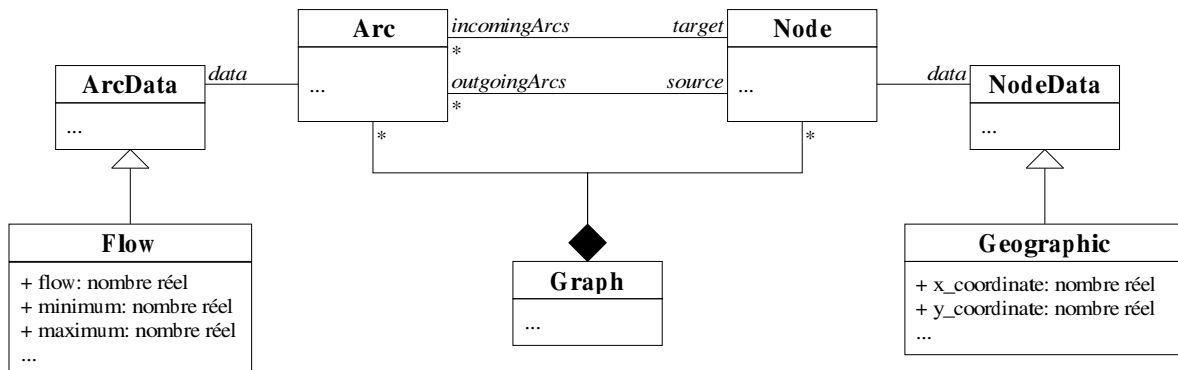 Arc
...
incomingArcs
*
target
outgoingArcs
*
source
Node
...
ArcData
...
data
data
NodeData
...
*
*
Flow
+ flow: nombre réel
+ minimum: nombre réel
+ maximum: nombre réel
...
Graph
...
Geographic
+ x_coordinate: nombre réel
+ y_coordinate: nombre réel
...